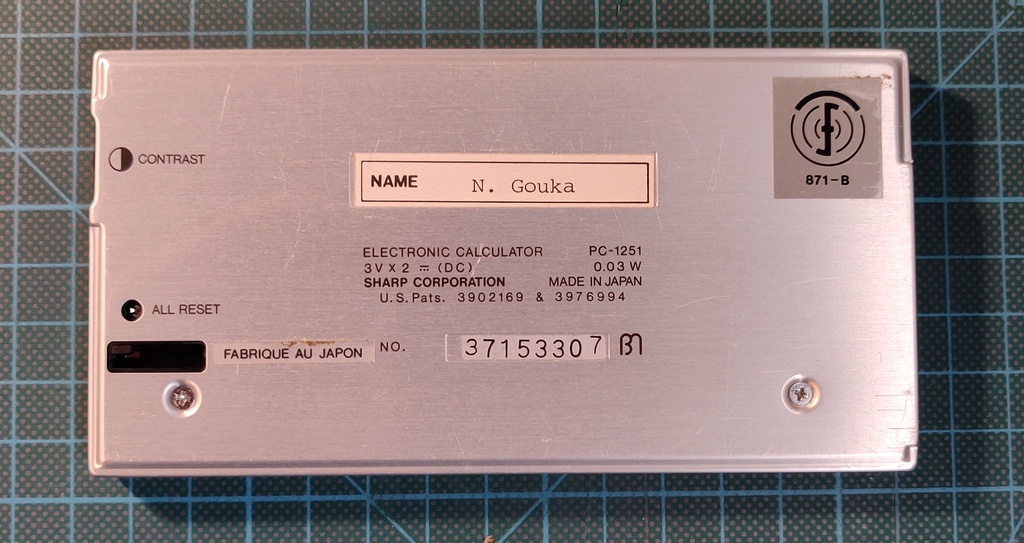 CONTRAST
871-B
NAME N. Gouka
ELECTRONIC CALCULATOR PC-1251
3V X 2 ⎓ (DC) 0.03 W
SHARP CORPORATION MADE IN JAPAN
U.S. Pats. 3902169 & 3976994
ALL RESET
FABRIQUE AU JAPON NO. 37153307